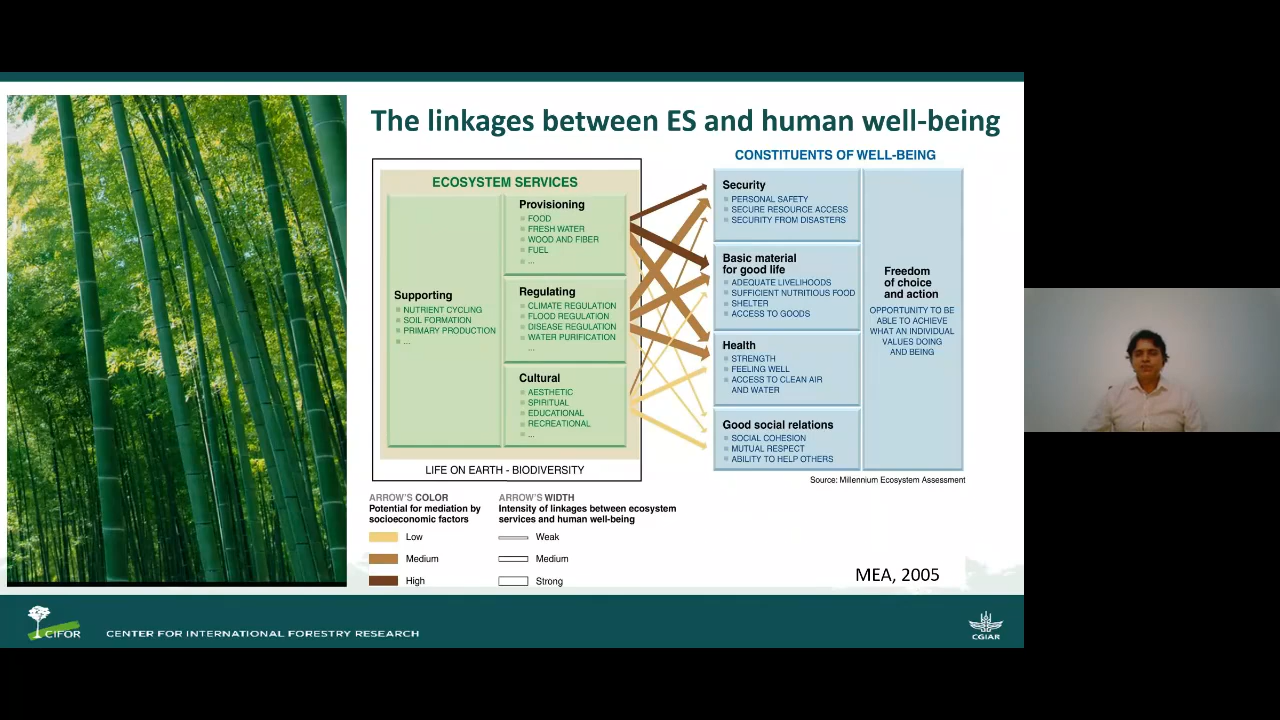 The linkages between ES and human well-being
CONSTITUENTS OF WELL-BEING
ECOSYSTEM SERVICES
Supporting
NUTRIENT CYCLING
SOIL FORMATION
PRIMARY PRODUCTION
...
Provisioning
FOOD
FRESH WATER
WOOD AND FIBER
FUEL
...
Regulating
CLIMATE REGULATION
FLOOD REGULATION
DISEASE REGULATION
WATER PURIFICATION
...
Cultural
AESTHETIC
SPIRITUAL
EDUCATIONAL
RECREATIONAL
...
LIFE ON EARTH - BIODIVERSITY
Security
PERSONAL SAFETY
SECURE RESOURCE ACCESS
SECURITY FROM DISASTERS
Basic material
for good life
ADEQUATE LIVELIHOODS
SUFFICIENT NUTRITIOUS FOOD
SHELTER
ACCESS TO GOODS
Health
STRENGTH
FEELING WELL
ACCESS TO CLEAN AIR
AND WATER
Good social relations
SOCIAL COHESION
MUTUAL RESPECT
ABILITY TO HELP OTHERS
Freedom
of choice
and action
OPPORTUNITY TO BE
ABLE TO ACHIEVE
WHAT AN INDIVIDUAL
VALUES DOING
AND BEING
Source: Millennium Ecosystem Assessment
ARROW'S COLOR
Potential for mediation by
socioeconomic factors
Low
Medium
High
ARROW'S WIDTH
Intensity of linkages between ecosystem
services and human well-being
Weak
Medium
Strong
MEA, 2005
CIFOR
CENTER FOR INTERNATIONAL FORESTRY RESEARCH
CGIAR